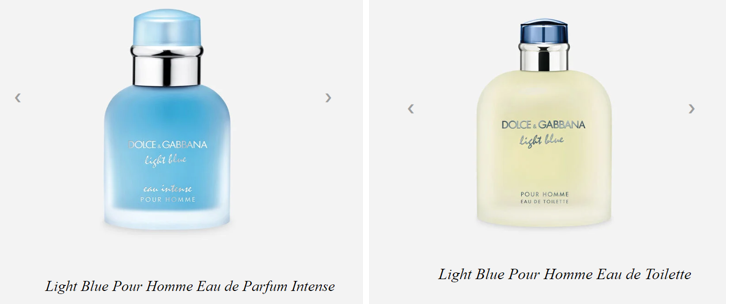 DOLCE & GABBANA
light blue
eau intense
POUR HOMME
Light Blue Pour Homme Eau de Parfum Intense
DOLCE & GABBANA
light blue
POUR HOMME
EAU DE TOILETTE
Light Blue Pour Homme Eau de Toilette